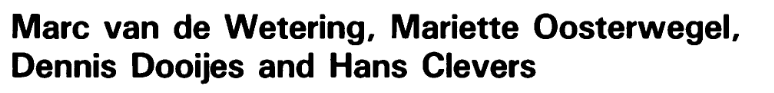 Marc van de Wetering, Mariette Oosterwegel,
Dennis Dooijes and Hans Clevers